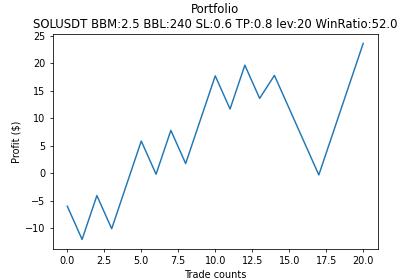 Portfolio
SOLUSDT BBM:2.5 BBL:240 SL:0.6 TP:0.8 lev:20 WinRatio:52.0
25
20
15
10
5
0
−5
−10
Profit ($)
0.0 2.5 5.0 7.5 10.0 12.5 15.0 17.5 20.0
Trade counts